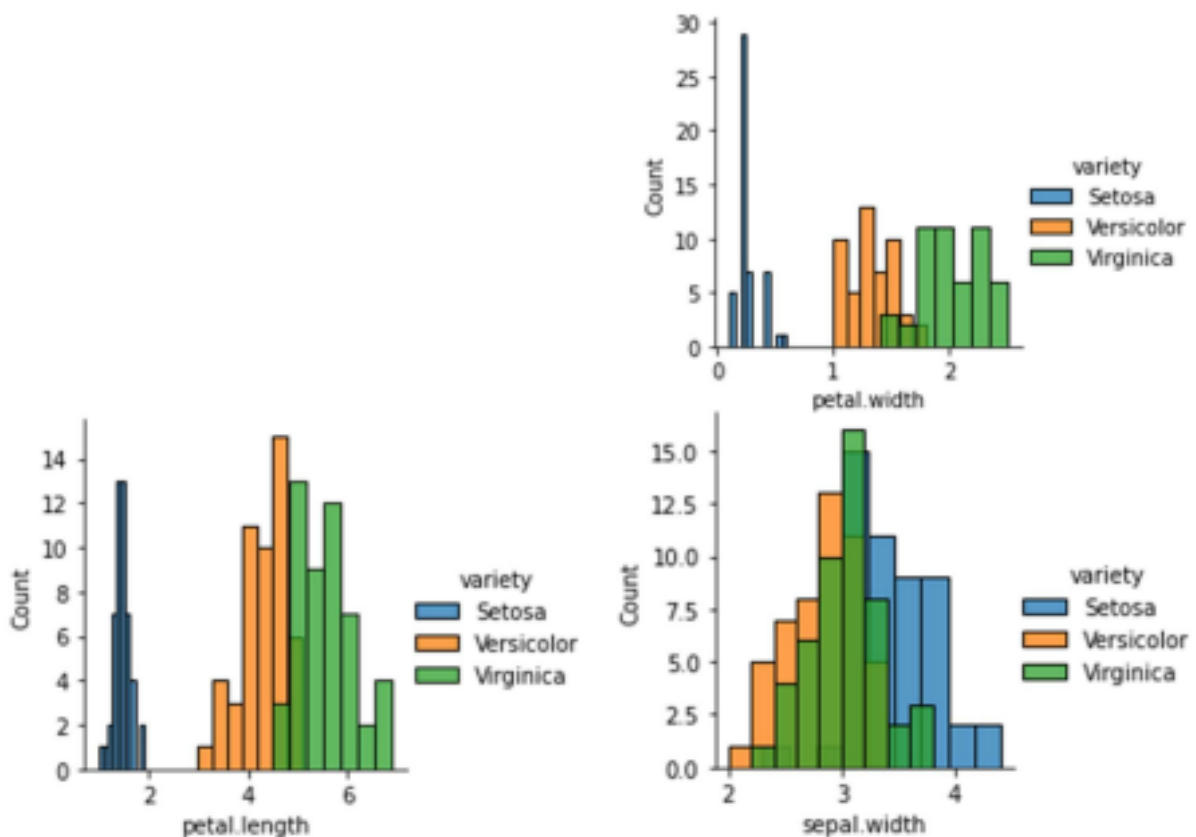 30
25
20
15
10
5
0
Count
0 1 2
petal.width
variety
Setosa
Versicolor
Virginica
14
12
10
8
6
4
2
0
Count
2 4 6
petal.length
variety
Setosa
Versicolor
Virginica
15.0
12.5
10.0
7.5
5.0
2.5
0.0
Count
2 3 4
sepal.width
variety
Setosa
Versicolor
Virginica